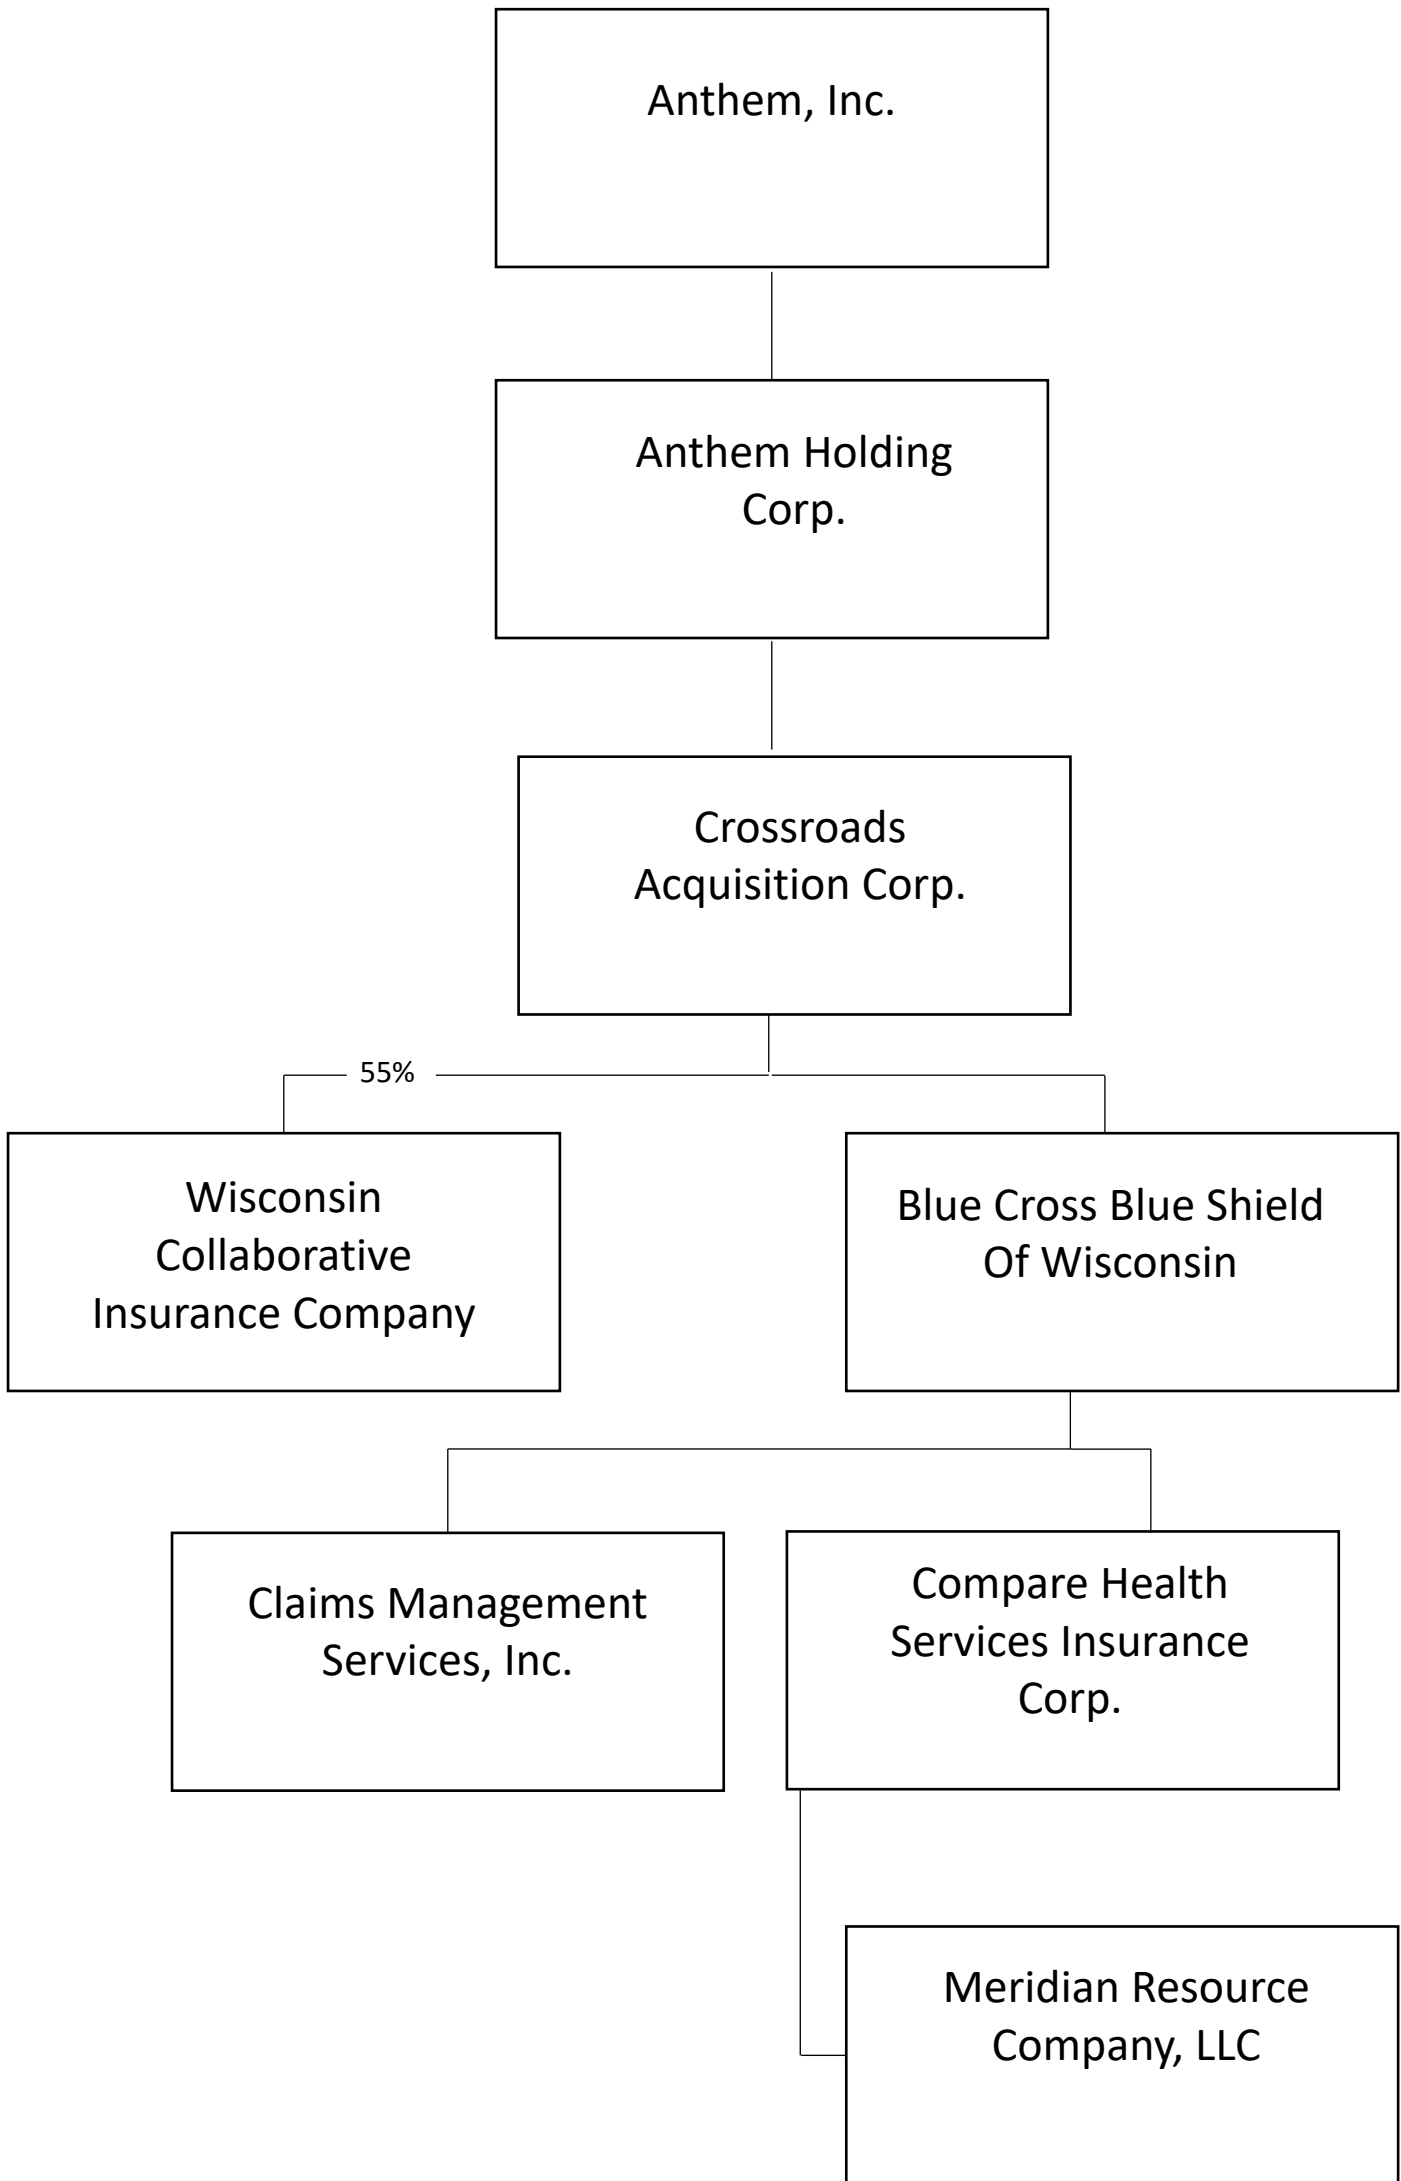 Anthem, Inc.
Anthem Holding
Corp.
Crossroads
Acquisition Corp.
55%
Wisconsin
Collaborative
Insurance Company
Blue Cross Blue Shield
Of Wisconsin
Claims Management
Services, Inc.
Compare Health
Services Insurance
Corp.
Meridian Resource
Company, LLC